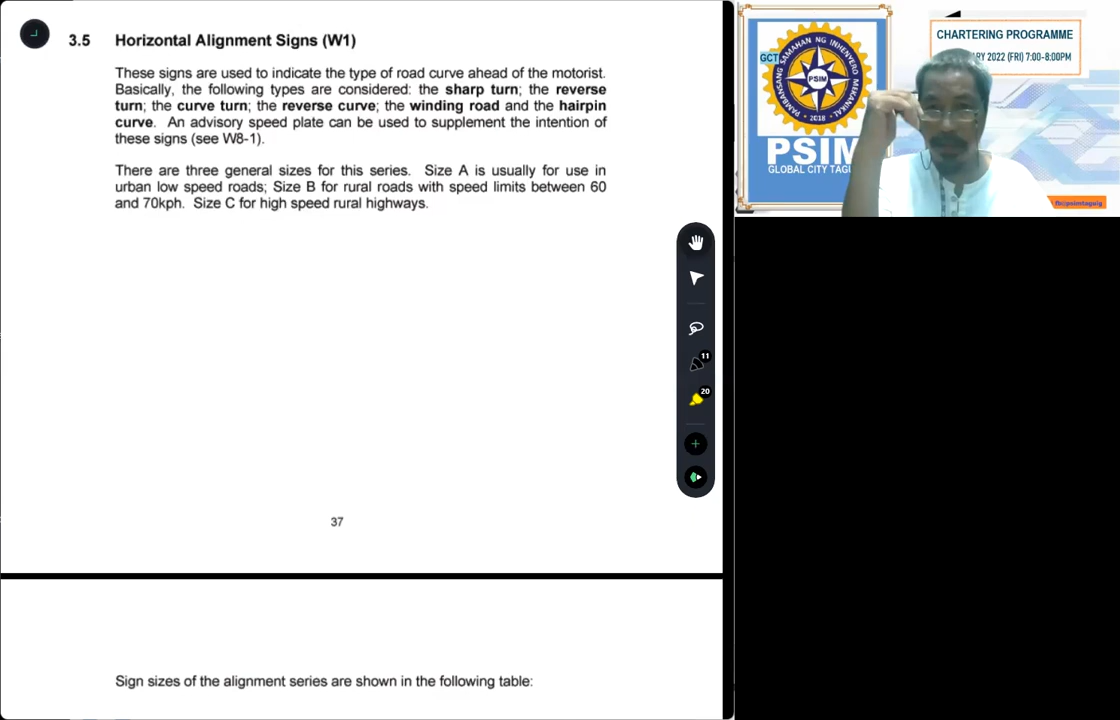 3.5 Horizontal Alignment Signs (W1)
These signs are used to indicate the type of road curve ahead of the motorist.
Basically, the following types are considered: the sharp turn; the reverse
turn; the curve turn; the reverse curve; the winding road and the hairpin
curve. An advisory speed plate can be used to supplement the intention of
these signs (see W8-1).
There are three general sizes for this series. Size A is usually for use in
urban low speed roads; Size B for rural roads with speed limits between 60
and 70kph. Size C for high speed rural highways.
37
Sign sizes of the alignment series are shown in the following table:
11
20
PAMBANSANG SAMAHAN NG INHENYERO MEKANIKAL
PSIM
2018
GCT
PSIM
GLOBAL CITY TAGU
CHARTERING PROGRAMME
ARY 2022 (FRI) 7:00-8:00PM
fb@psimtaguig